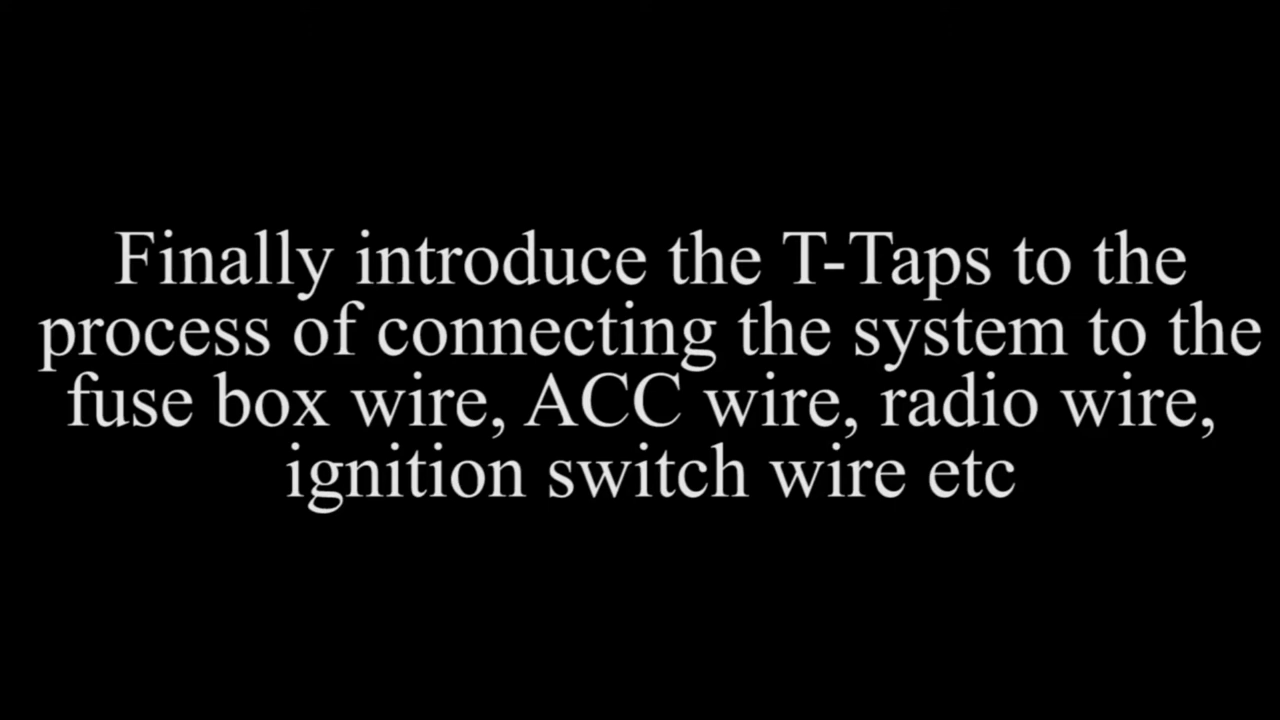 Finally introduce the T-Taps to the
process of connecting the system to the
fuse box wire, ACC wire, radio wire,
ignition switch wire etc